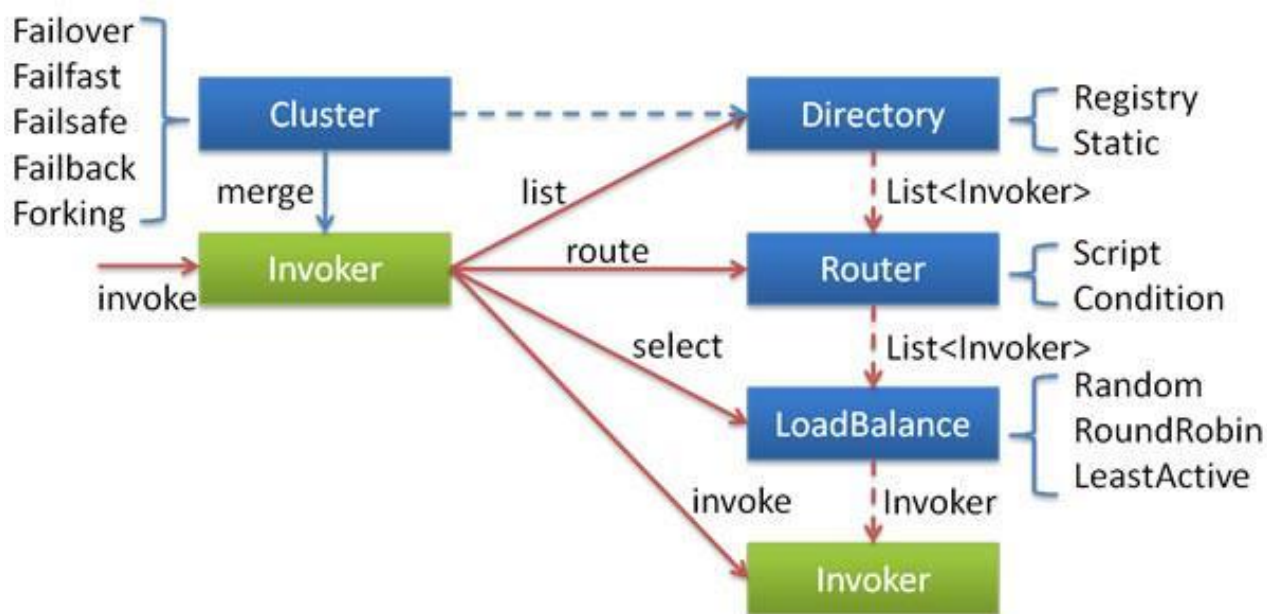 Failover
Failfast
Failsafe
Failback
Forking
Cluster
Directory
Registry
Static
merge
list
List<Invoker>
invoke
Invoker
route
Router
Script
Condition
select
List<Invoker>
LoadBalance
Random
RoundRobin
LeastActive
invoke
Invoker
Invoker